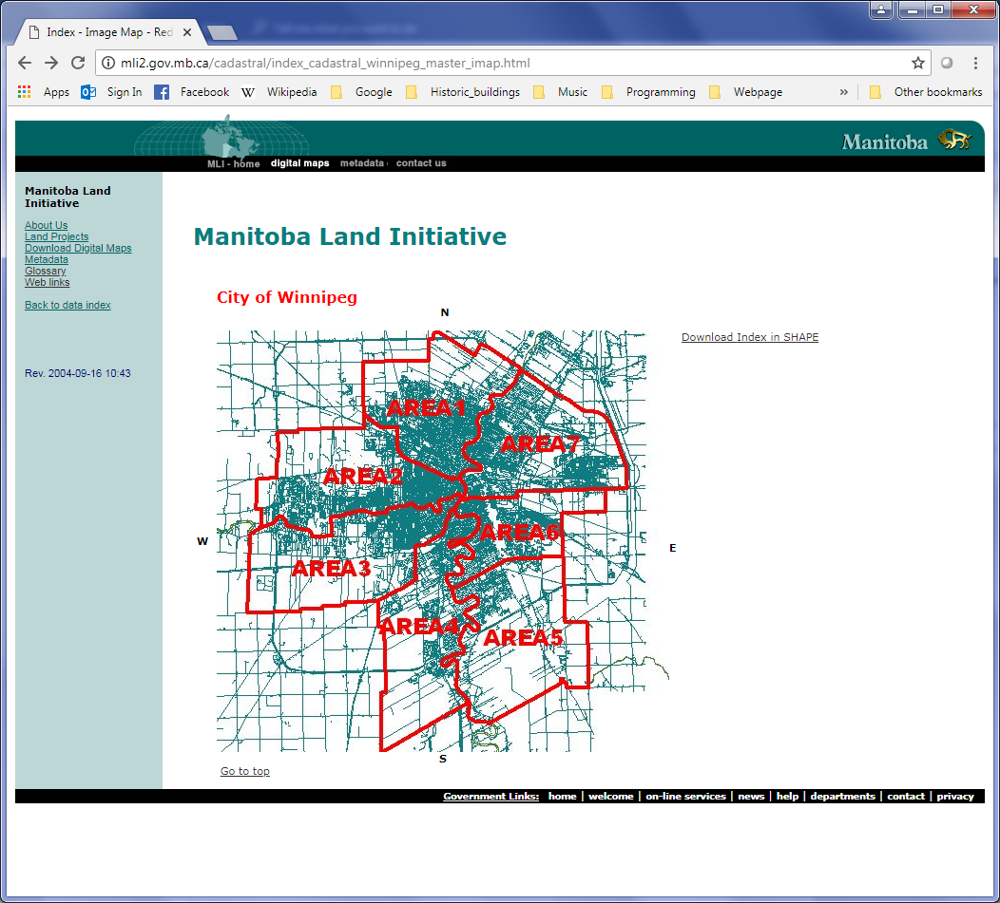 Index - Image Map - Red
mli2.gov.mb.ca/cadastral/index_cadastral_winnipeg_master_imap.html
Apps Sign In Facebook Wikipedia Google Historic_buildings Music Programming Webpage » Other bookmarks
Manitoba
MLI - home digital maps metadata contact us
Manitoba Land
Initiative
About Us
Land Projects
Download Digital Maps
Metadata
Glossary
Web links
Back to data index
Rev. 2004-09-16 10:43
Manitoba Land Initiative
City of Winnipeg
N
Download Index in SHAPE
AREA1
AREA7
AREA2
AREA6
W
E
AREA3
AREA4
AREA5
S
Go to top
Government Links: home | welcome | on-line services | news | help | departments | contact | privacy